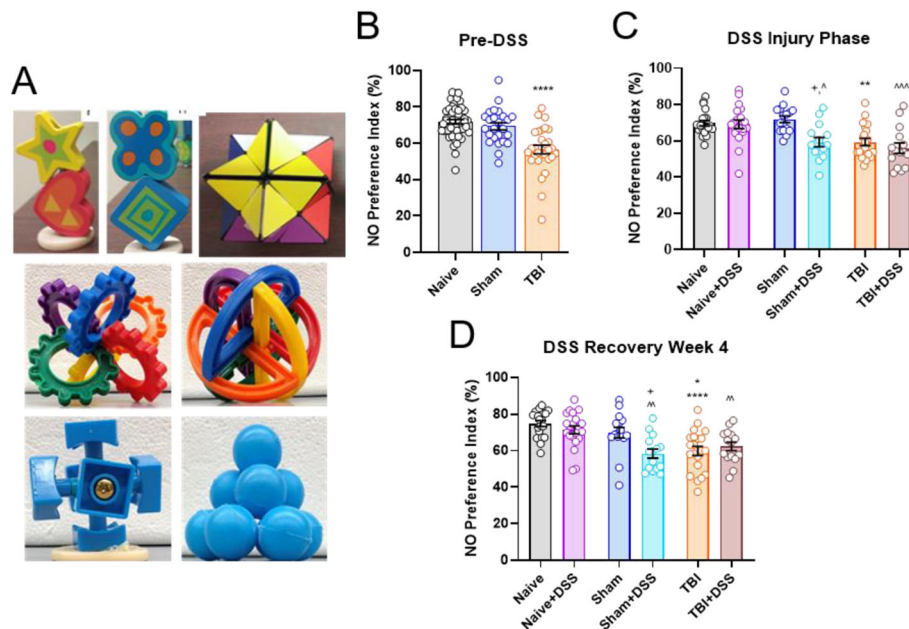 A
B
Pre-DSS
NO Preference Index (%)
100
80
60
40
20
0
****
Naive
Sham
TBI
C
DSS Injury Phase
NO Preference Index (%)
100
80
60
40
20
0
+,^
**
^^^
Naive
Naive+DSS
Sham
Sham+DSS
TBI
TBI+DSS
D
DSS Recovery Week 4
NO Preference Index (%)
100
80
60
40
20
0
+
^^
*
****
^^
Naive
Naive+DSS
Sham
Sham+DSS
TBI
TBI+DSS